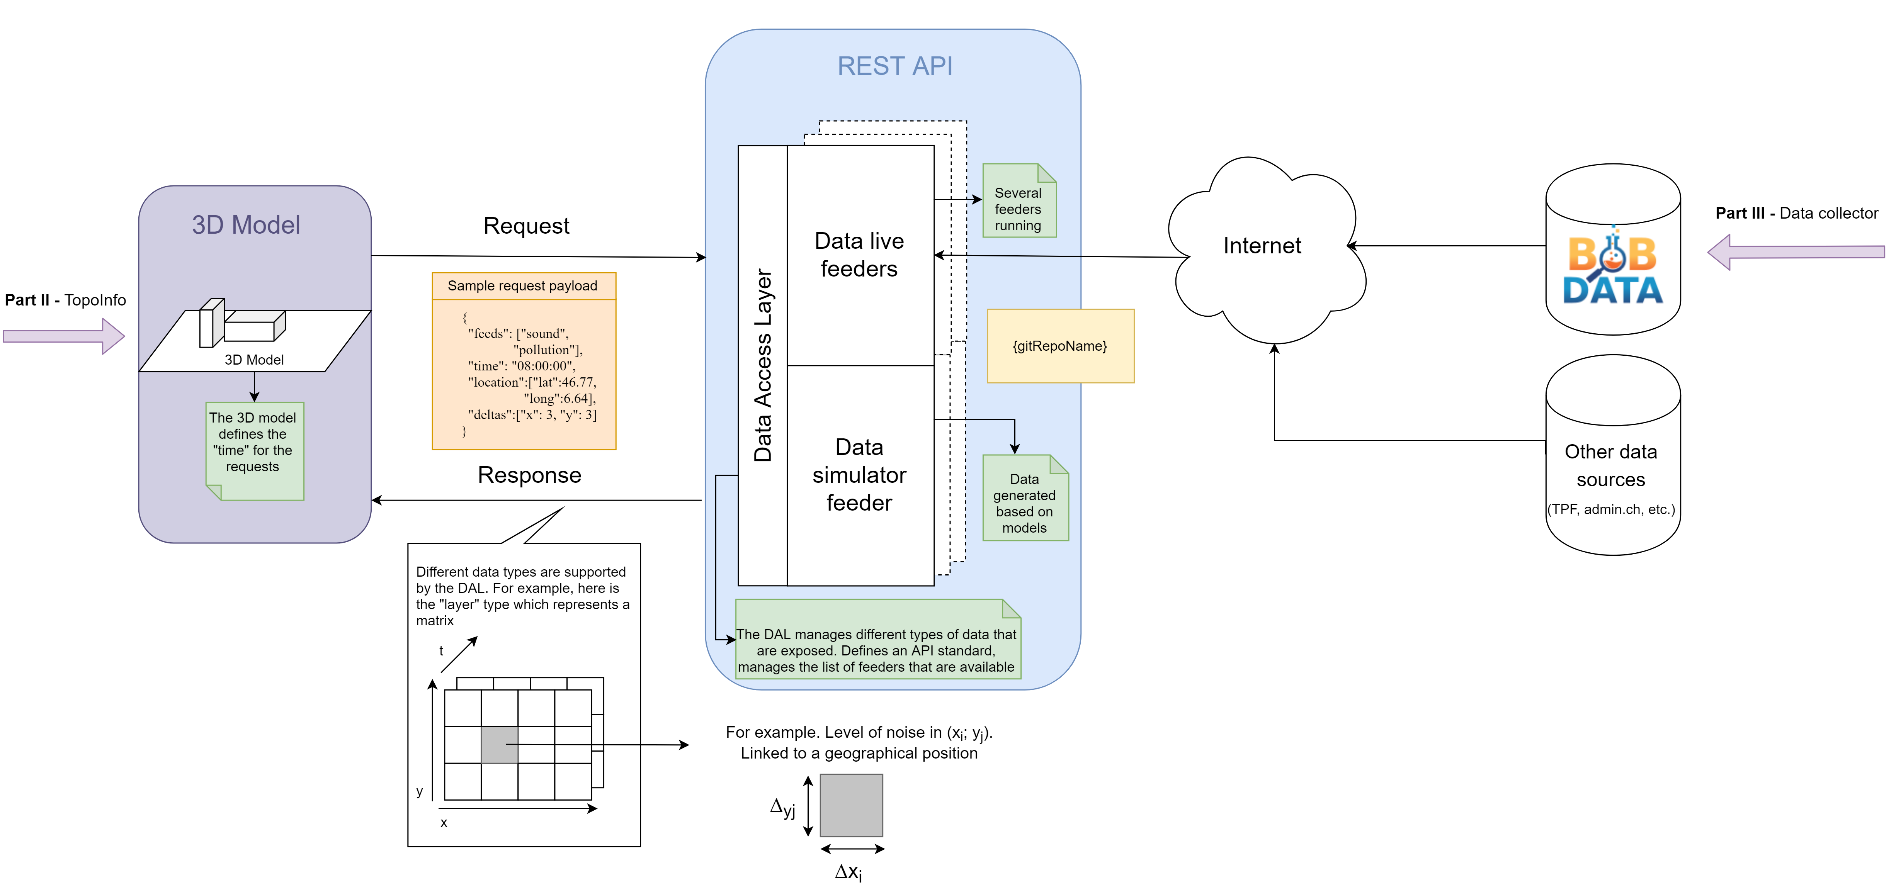 REST API
3D Model
Part II - TopoInfo
3D Model
The 3D model
defines the
"time" for the
requests
Request
Sample request payload
{
"feeds": ["sound",
"pollution"],
"time": "08:00:00",
"location":["lat":46.77,
"long":6.64],
"deltas":["x": 3, "y": 3]
}
Response
Different data types are supported
by the DAL. For example, here is
the "layer" type which represents a
matrix
t
y
x
Data Access Layer
Data live
feeders
Data
simulator
feeder
Several
feeders
running
{gitRepoName}
Data
generated
based on
models
The DAL manages different types of data that
are exposed. Defines an API standard,
manages the list of feeders that are available
For example. Level of noise in (xi; yj).
Linked to a geographical position
Δyj
Δxi
Internet
BOB
DATA
Part III - Data collector
Other data
sources
(TPF, admin.ch, etc.)